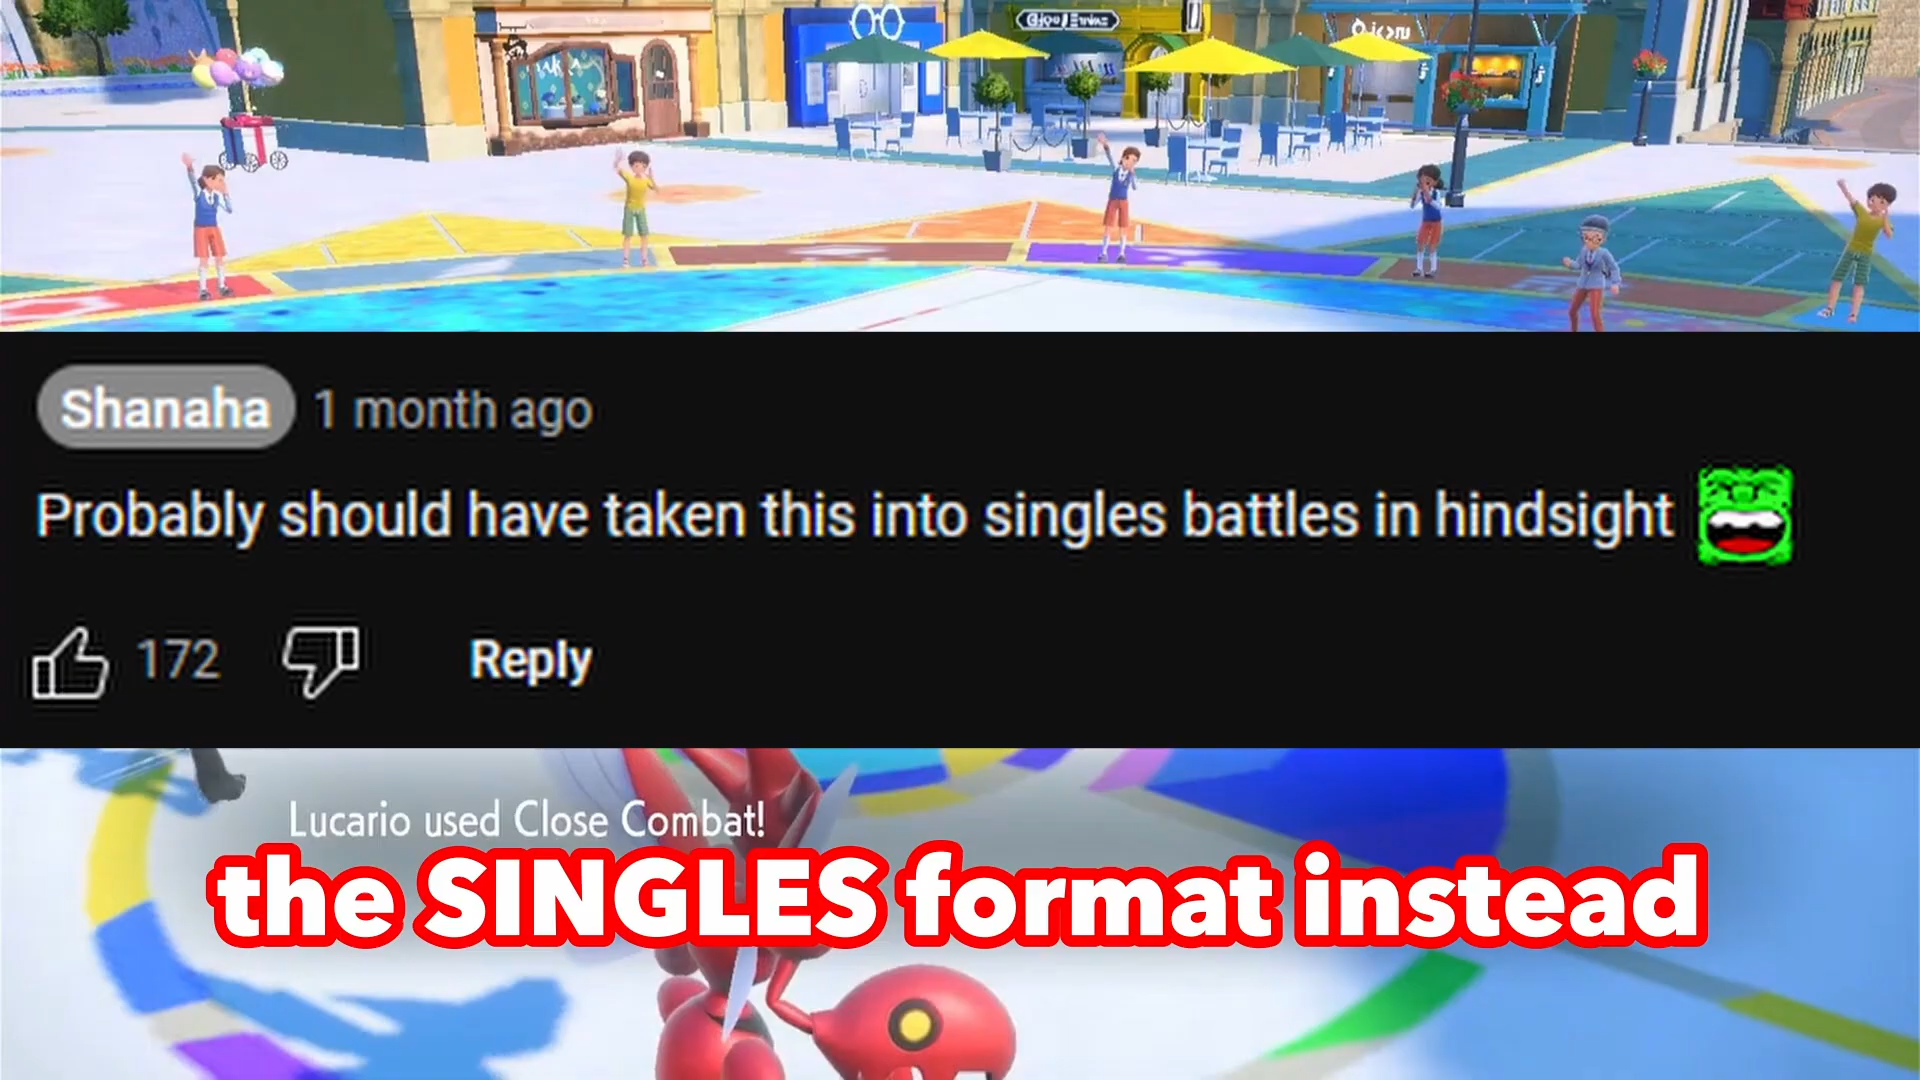 Shanaha 1 month ago
Probably should have taken this into singles battles in hindsight
172 Reply
Lucario used Close Combat!
the SINGLES format instead